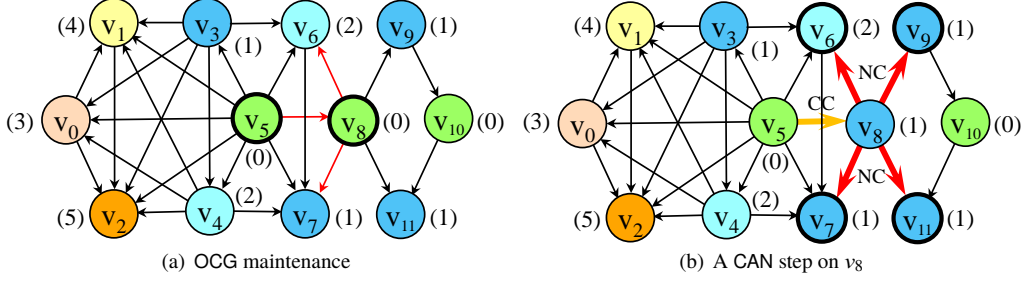 (4) v1 v3 (1) v6 (2) v9 (1)
(3) v0 v5 (0) v8 (0) v10 (0)
(5) v2 v4 (2) v7 (1) v11 (1)
(a) OCG maintenance
(4) v1 v3 (1) v6 (2) v9 (1)
NC
CC
(3) v0 v5 (0) v8 (1) v10 (0)
NC
(5) v2 v4 (2) v7 (1) v11 (1)
(b) A CAN step on v8